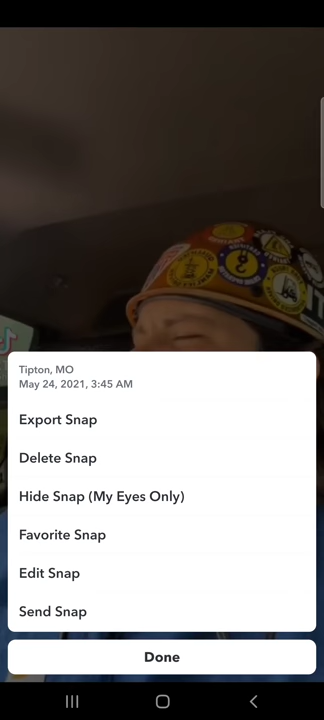 Tipton, MO
May 24, 2021, 3:45 AM
Export Snap
Delete Snap
Hide Snap (My Eyes Only)
Favorite Snap
Edit Snap
Send Snap
Done